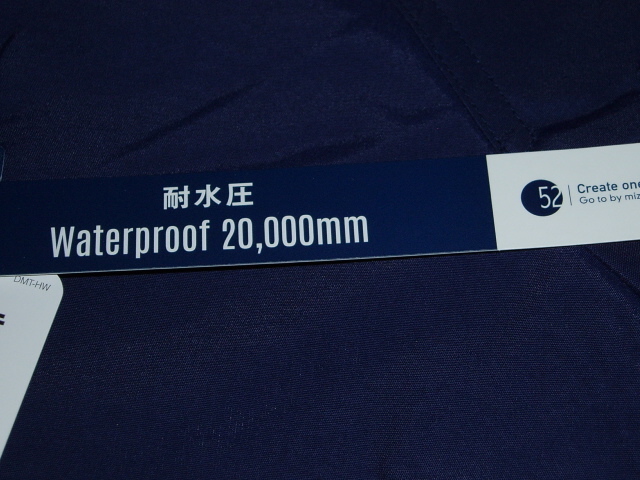 耐水圧
Waterproof 20,000mm
52
Create one
Go to by miz
DMT-HW